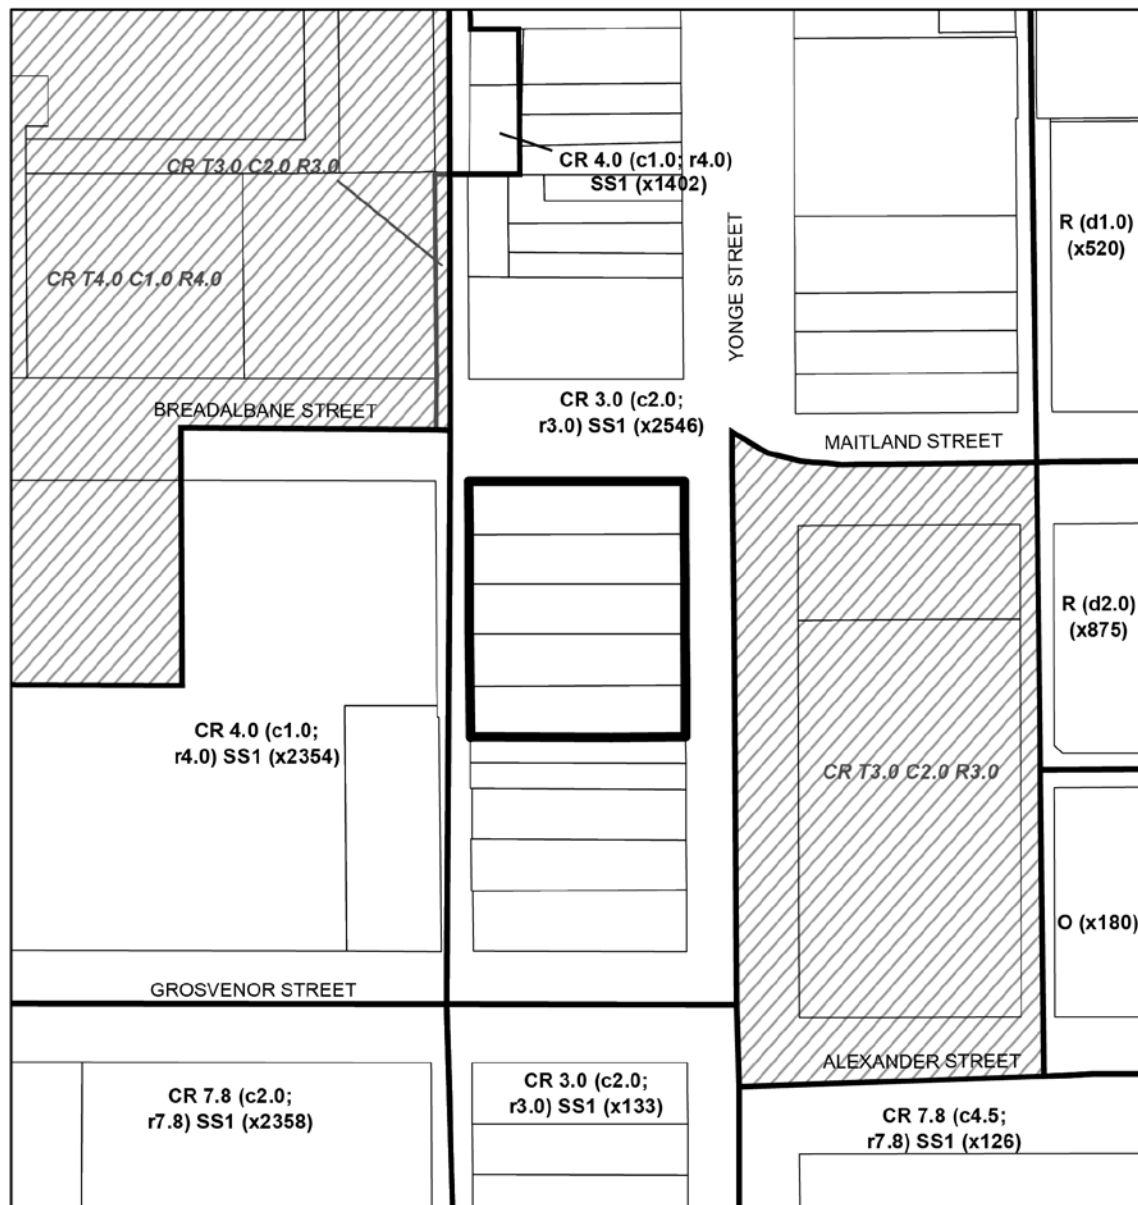 CR 4.0 (c1.0; r4.0)
SS1 (x1402)
CR T3.0 C2.0 R3.0
CR T4.0 C1.0 R4.0
YONGE STREET
R (d1.0)
(x520)
BREADALBANE STREET
CR 3.0 (c2.0;
r3.0) SS1 (x2546)
MAITLAND STREET
R (d2.0)
(x875)
CR 4.0 (c1.0;
r4.0) SS1 (x2354)
CR T3.0 C2.0 R3.0
O (x180)
GROSVENOR STREET
ALEXANDER STREET
CR 7.8 (c2.0;
r7.8) SS1 (x2358)
CR 3.0 (c2.0;
r3.0) SS1 (x133)
CR 7.8 (c4.5;
r7.8) SS1 (x126)